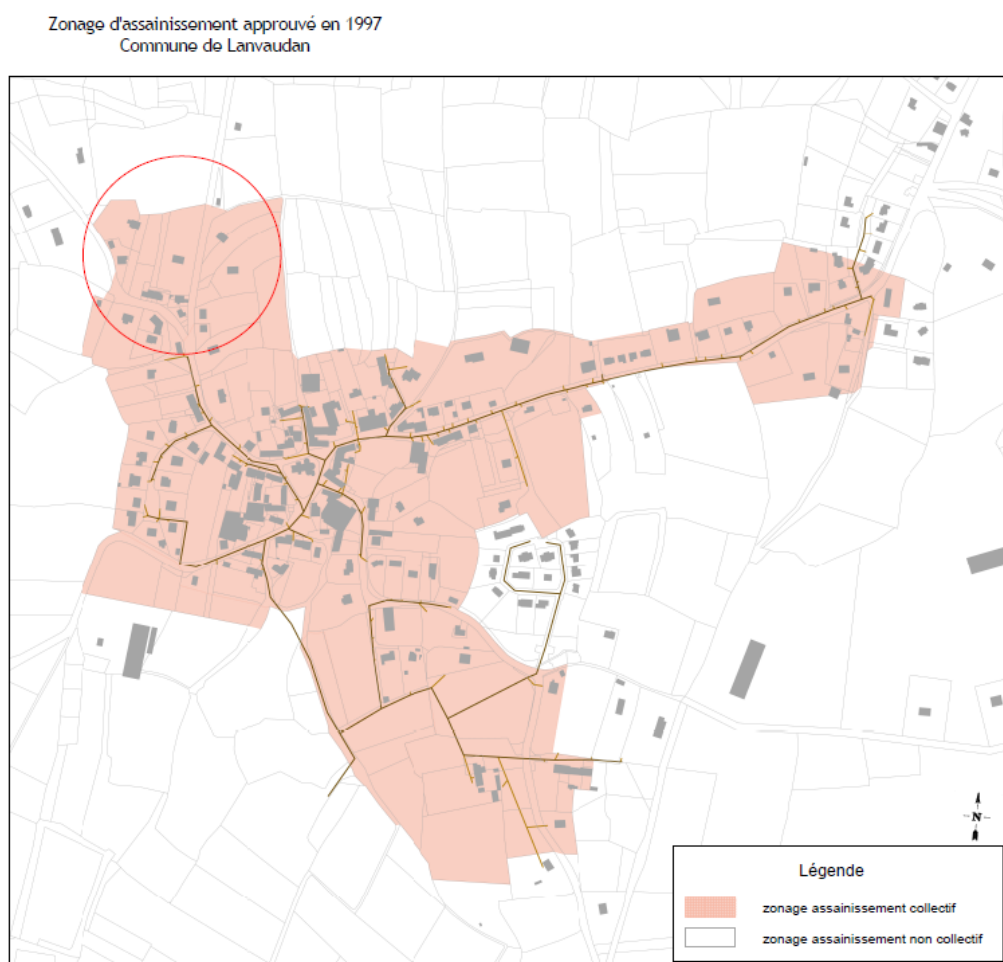 Zonage d'assainissement approuvé en 1997
Commune de Lanvaudan
N
Légende
zonage assainissement collectif
zonage assainissement non collectif